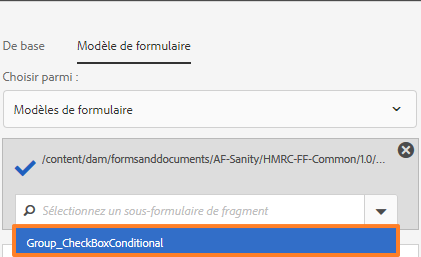 De base Modèle de formulaire
Choisir parmi :
Modèles de formulaire
/content/dam/formsanddocuments/AF-Sanity/HMRC-FF-Common/1.0/...
Sélectionnez un sous-formulaire de fragment
Group_CheckBoxConditional